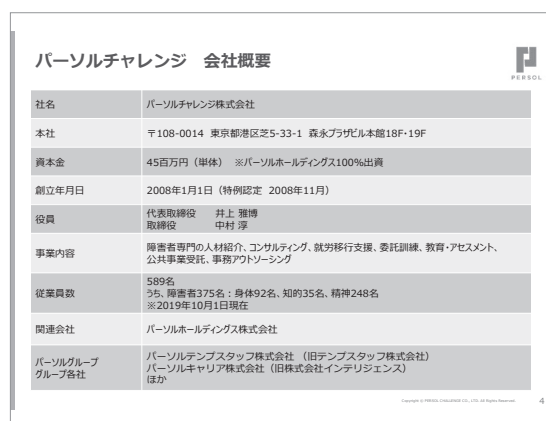 パーソルチャレンジ 会社概要
PERSOL
社名 パーソルチャレンジ株式会社
本社 〒108-0014 東京都港区芝5-33-1 森永プラザビル本館18F・19F
資本金 45百万円（単体） ※パーソルホールディングス100%出資
創立年月日 2008年1月1日（特例認定 2008年11月）
役員 代表取締役 井上 雅博
取締役 中村 淳
事業内容 障害者専門の人材紹介、コンサルティング、就労移行支援、委託訓練、教育・アセスメント、
公共事業受託、事務アウトソーシング
従業員数 589名
うち、障害者375名：身体92名、知的35名、精神248名
※2019年10月1日現在
関連会社 パーソルホールディングス株式会社
パーソルグループ
グループ各社
パーソルテンプスタッフ株式会社 （旧テンプスタッフ株式会社）
パーソルキャリア株式会社（旧株式会社インテリジェンス）
ほか
Copyright © PERSOL CHALLENGE CO., LTD. All Rights Reserved. 4